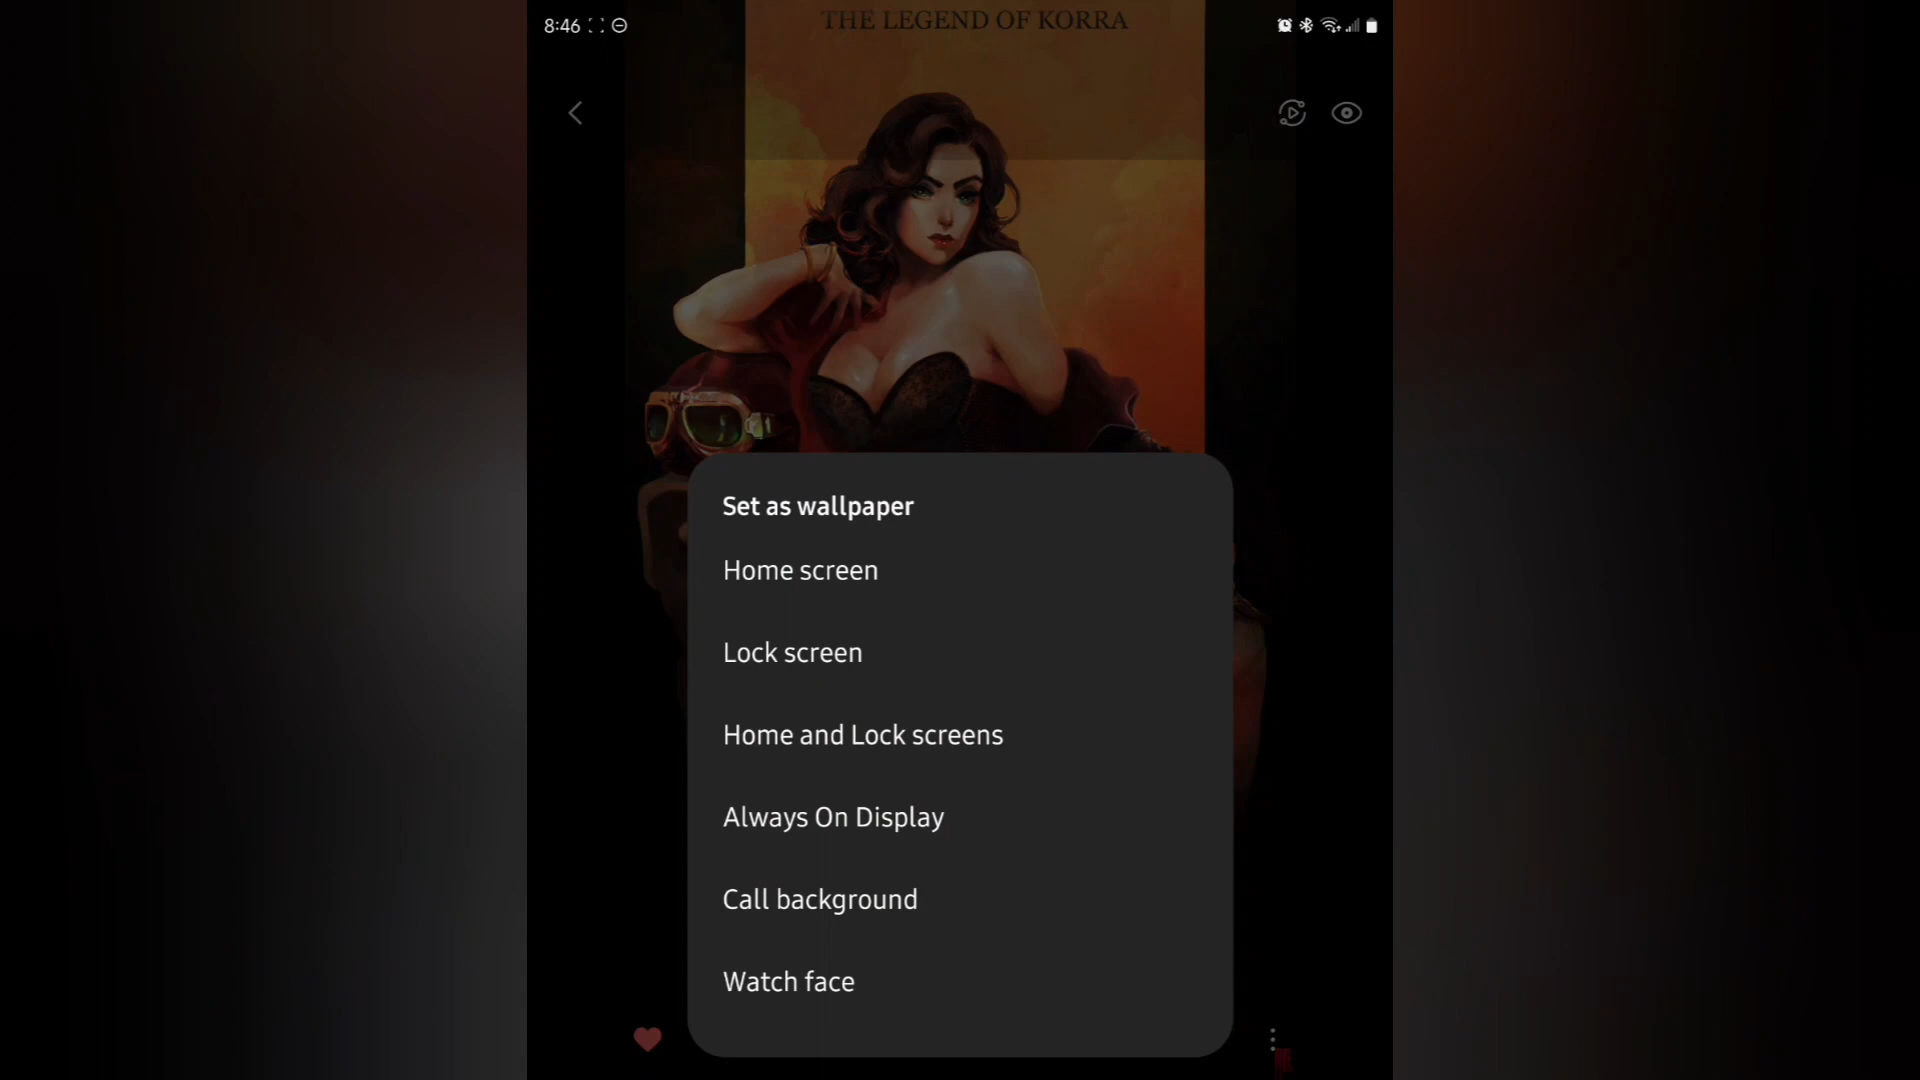 8:46
THE LEGEND OF KORRA
Set as wallpaper
Home screen
Lock screen
Home and Lock screens
Always On Display
Call background
Watch face